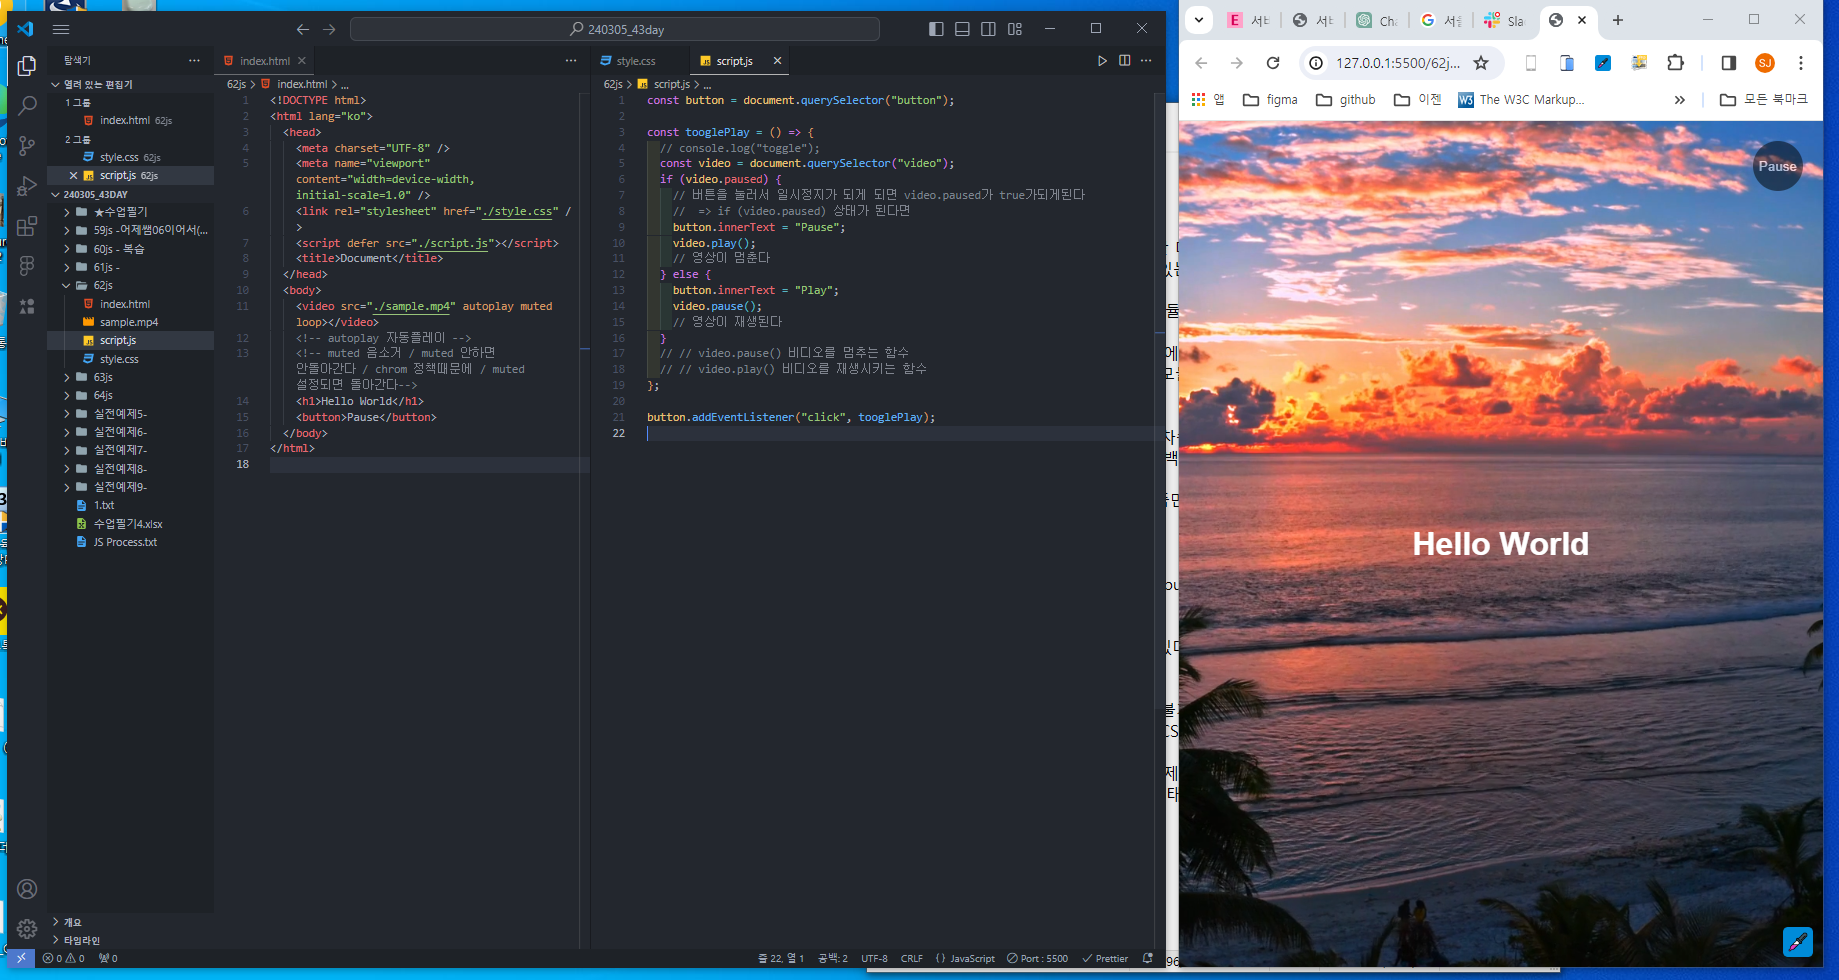 240305_43day
탐색기
열려 있는 편집기
1 그룹
index.html 62js
2 그룹
style.css 62js
script.js 62js
240305_43DAY
★수업필기
59js -어제쌤06이어서(...
60js - 복습
61js -
62js
index.html
sample.mp4
script.js
style.css
63js
64js
실전예제5-
실전예제6-
실전예제7-
실전예제8-
실전예제9-
1.txt
수업필기4.xlsx
JS Process.txt
개요
타임라인
index.html
62js > index.html > ...
1 <!DOCTYPE html>
2 <html lang="ko">
3 <head>
4 <meta charset="UTF-8" />
5 <meta name="viewport"
content="width=device-width,
initial-scale=1.0" />
6 <link rel="stylesheet" href="./style.css" /
>
7 <script defer src="./script.js"></script>
8 <title>Document</title>
9 </head>
10 <body>
11 <video src="./sample.mp4" autoplay muted
loop></video>
12 <!-- autoplay 자동플레이 -->
13 <!-- muted 음소거 / muted 안하면
안돌아간다 / chrom 정책때문에 / muted
설정되면 돌아간다-->
14 <h1>Hello World</h1>
15 <button>Pause</button>
16 </body>
17 </html>
18
style.css
script.js
62js > script.js > ...
1 const button = document.querySelector("button");
2
3 const tooglePlay = () => {
4 // console.log("toggle");
5 const video = document.querySelector("video");
6 if (video.paused) {
7 // 버튼을 눌러서 일시정지가 되게 되면 video.paused가 true가되게된다
8 // => if (video.paused) 상태가 된다면
9 button.innerText = "Pause";
10 video.play();
11 // 영상이 멈춘다
12 } else {
13 button.innerText = "Play";
14 video.pause();
15 // 영상이 재생된다
16 }
17 // // video.pause() 비디오를 멈추는 함수
18 // // video.play() 비디오를 재생시키는 함수
19 };
20
21 button.addEventListener("click", tooglePlay);
22
0 0 0
줄 22, 열 1
공백: 2
UTF-8
CRLF
{ } JavaScript
Port : 5500
Prettier
E 서비
서비
Cha
서울
Sla
127.0.0.1:5500/62j...
SJ
앱
figma
github
이젠
W3 The W3C Markup...
모든 북마크
Pause
Hello World